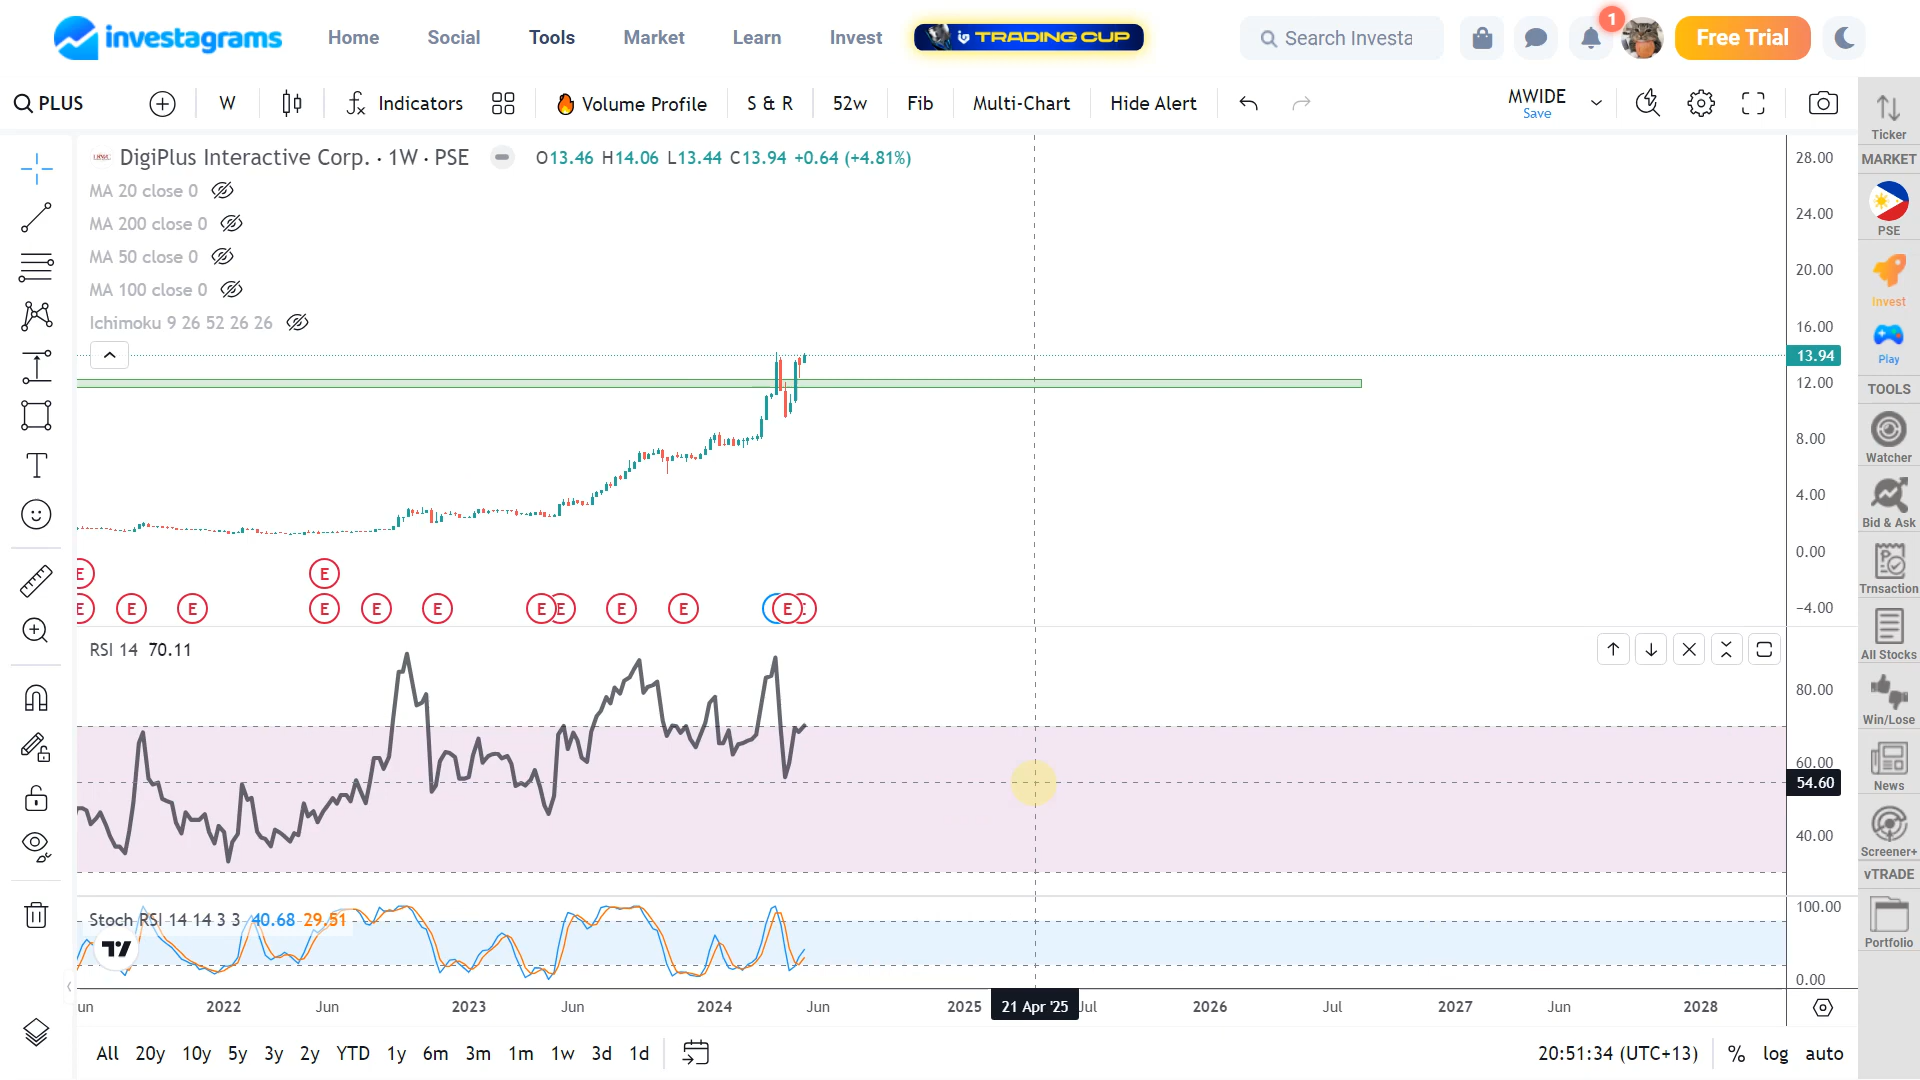 investagrams Home Social Tools Market Learn Invest TRADING CUP Search Investa 1 Free Trial
PLUS W Indicators Volume Profile S & R 52w Fib Multi-Chart Hide Alert MWIDE
Save
DigiPlus Interactive Corp. · 1W · PSE O13.46 H14.06 L13.44 C13.94 +0.64 (+4.81%)
MA 20 close 0
MA 200 close 0
MA 50 close 0
MA 100 close 0
Ichimoku 9 26 52 26 26
28.00
24.00
20.00
16.00
13.94
12.00
8.00
4.00
0.00
−4.00
E E
E E E E E E E E E E E
RSI 14 70.11
80.00
60.00
54.60
40.00
Stoch RSI 14 14 3 3 40.68 29.51
100.00
0.00
un 2022 Jun 2023 Jun 2024 Jun 2025 21 Apr '25 Jul 2026 Jul 2027 Jun 2028
All 20y 10y 5y 3y 2y YTD 1y 6m 3m 1m 1w 3d 1d 20:51:34 (UTC+13) % log auto
Ticker
MARKET
PSE
Invest
Play
TOOLS
Watcher
Bid & Ask
Trnsaction
All Stocks
Win/Lose
News
Screener+
vTRADE
Portfolio